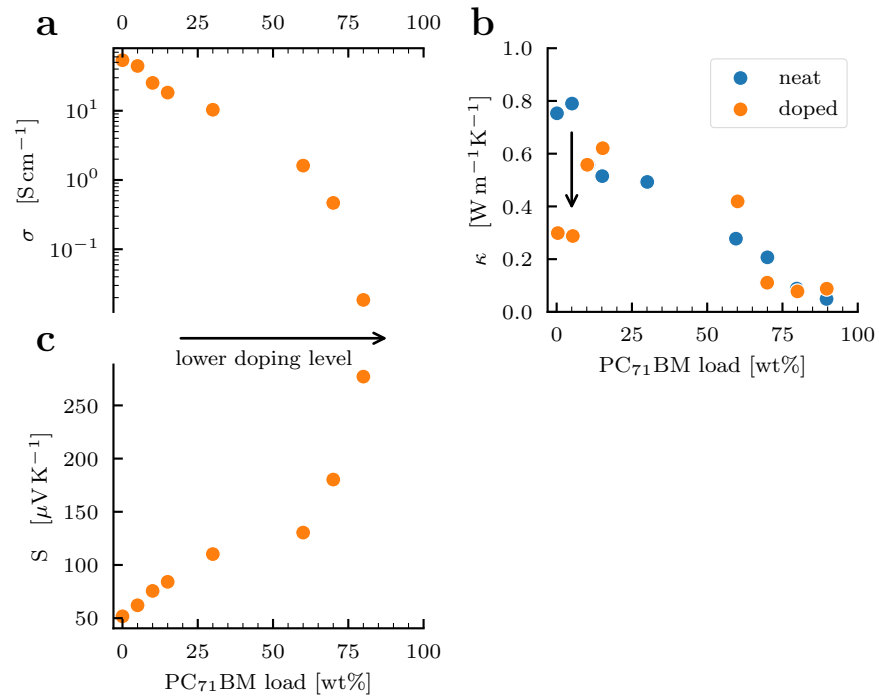 a
0 25 50 75 100
σ [S cm⁻¹]
10¹
10⁰
10⁻¹
b
κ [W m⁻¹K⁻¹]
1.0
0.8
0.6
0.4
0.2
0.0
neat
doped
0 25 50 75 100
PC₇₁BM load [wt%]
lower doping level
c
S [μV K⁻¹]
250
200
150
100
50
0 25 50 75 100
PC₇₁BM load [wt%]